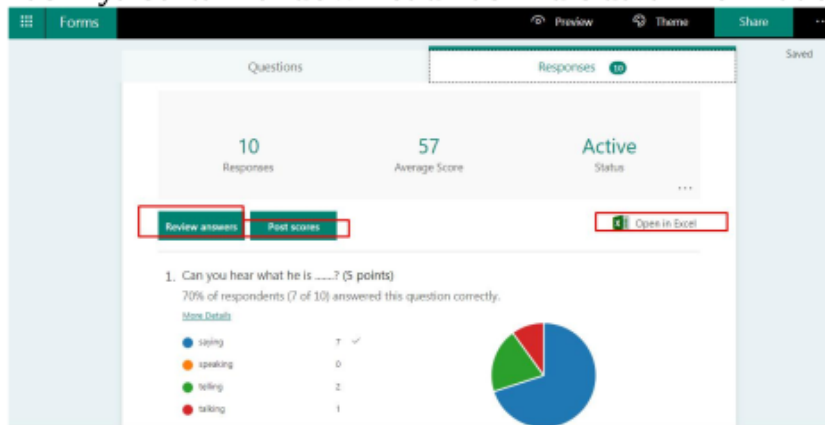 Forms Preview Theme Share ...
Saved
Questions Responses 10
10 57 Active
Responses Average Score Status
...
Review answers Post scores Open in Excel
1. Can you hear what he is ......? (5 points)
70% of respondents (7 of 10) answered this question correctly.
More Details
saying 7
speaking 0
telling 2
talking 1